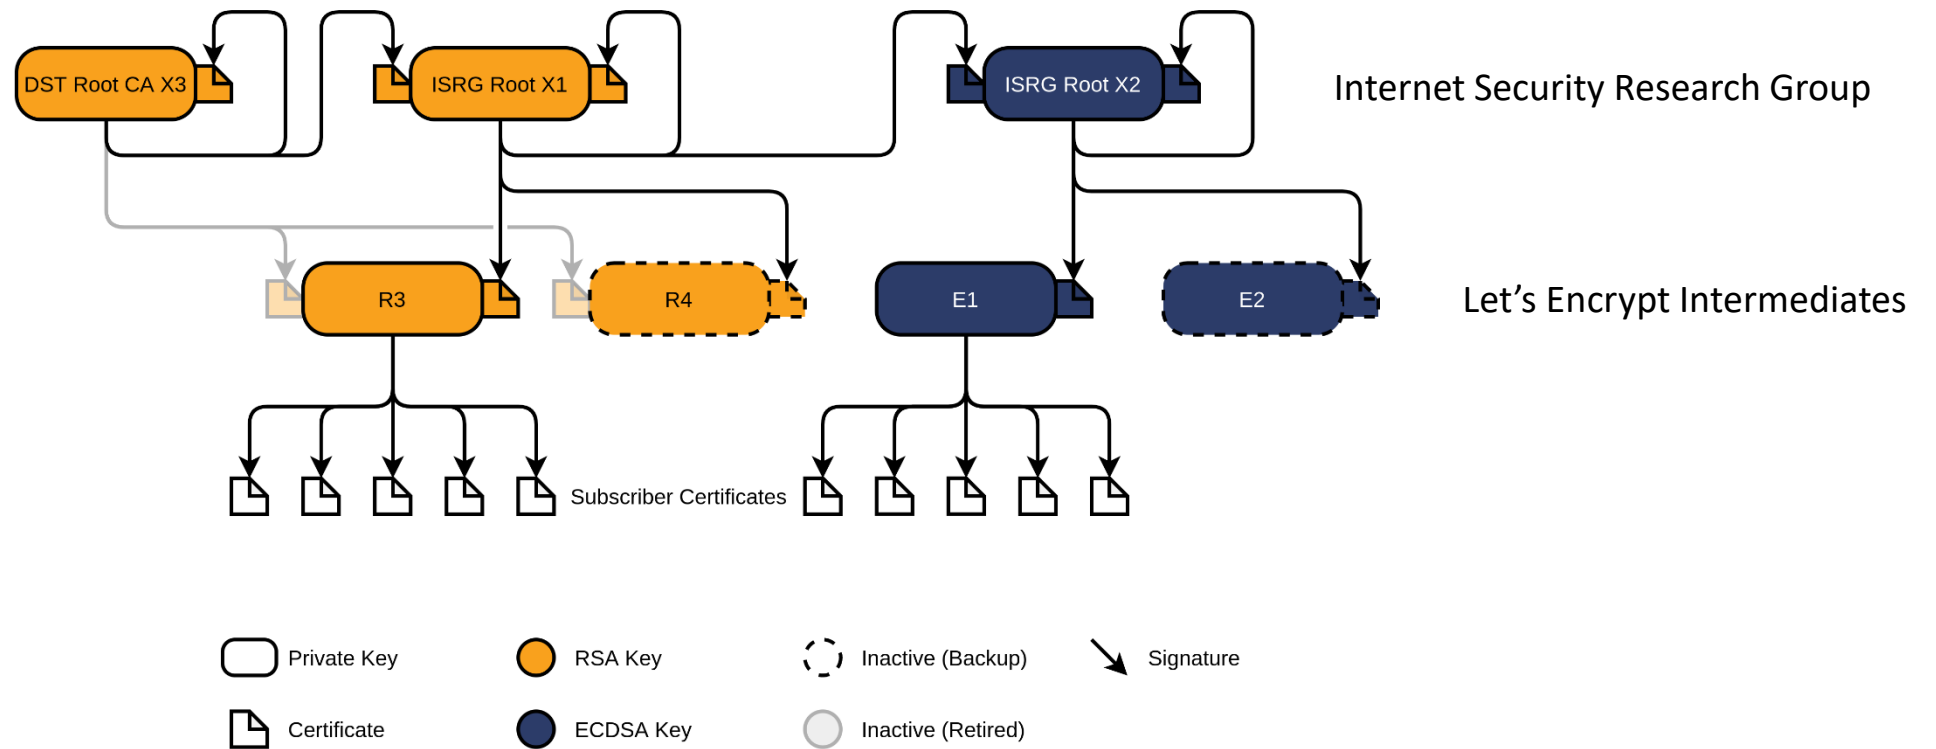 DST Root CA X3
ISRG Root X1
ISRG Root X2
Internet Security Research Group
R3
R4
E1
E2
Let’s Encrypt Intermediates
Subscriber Certificates
Private Key
RSA Key
Inactive (Backup)
Signature
Certificate
ECDSA Key
Inactive (Retired)